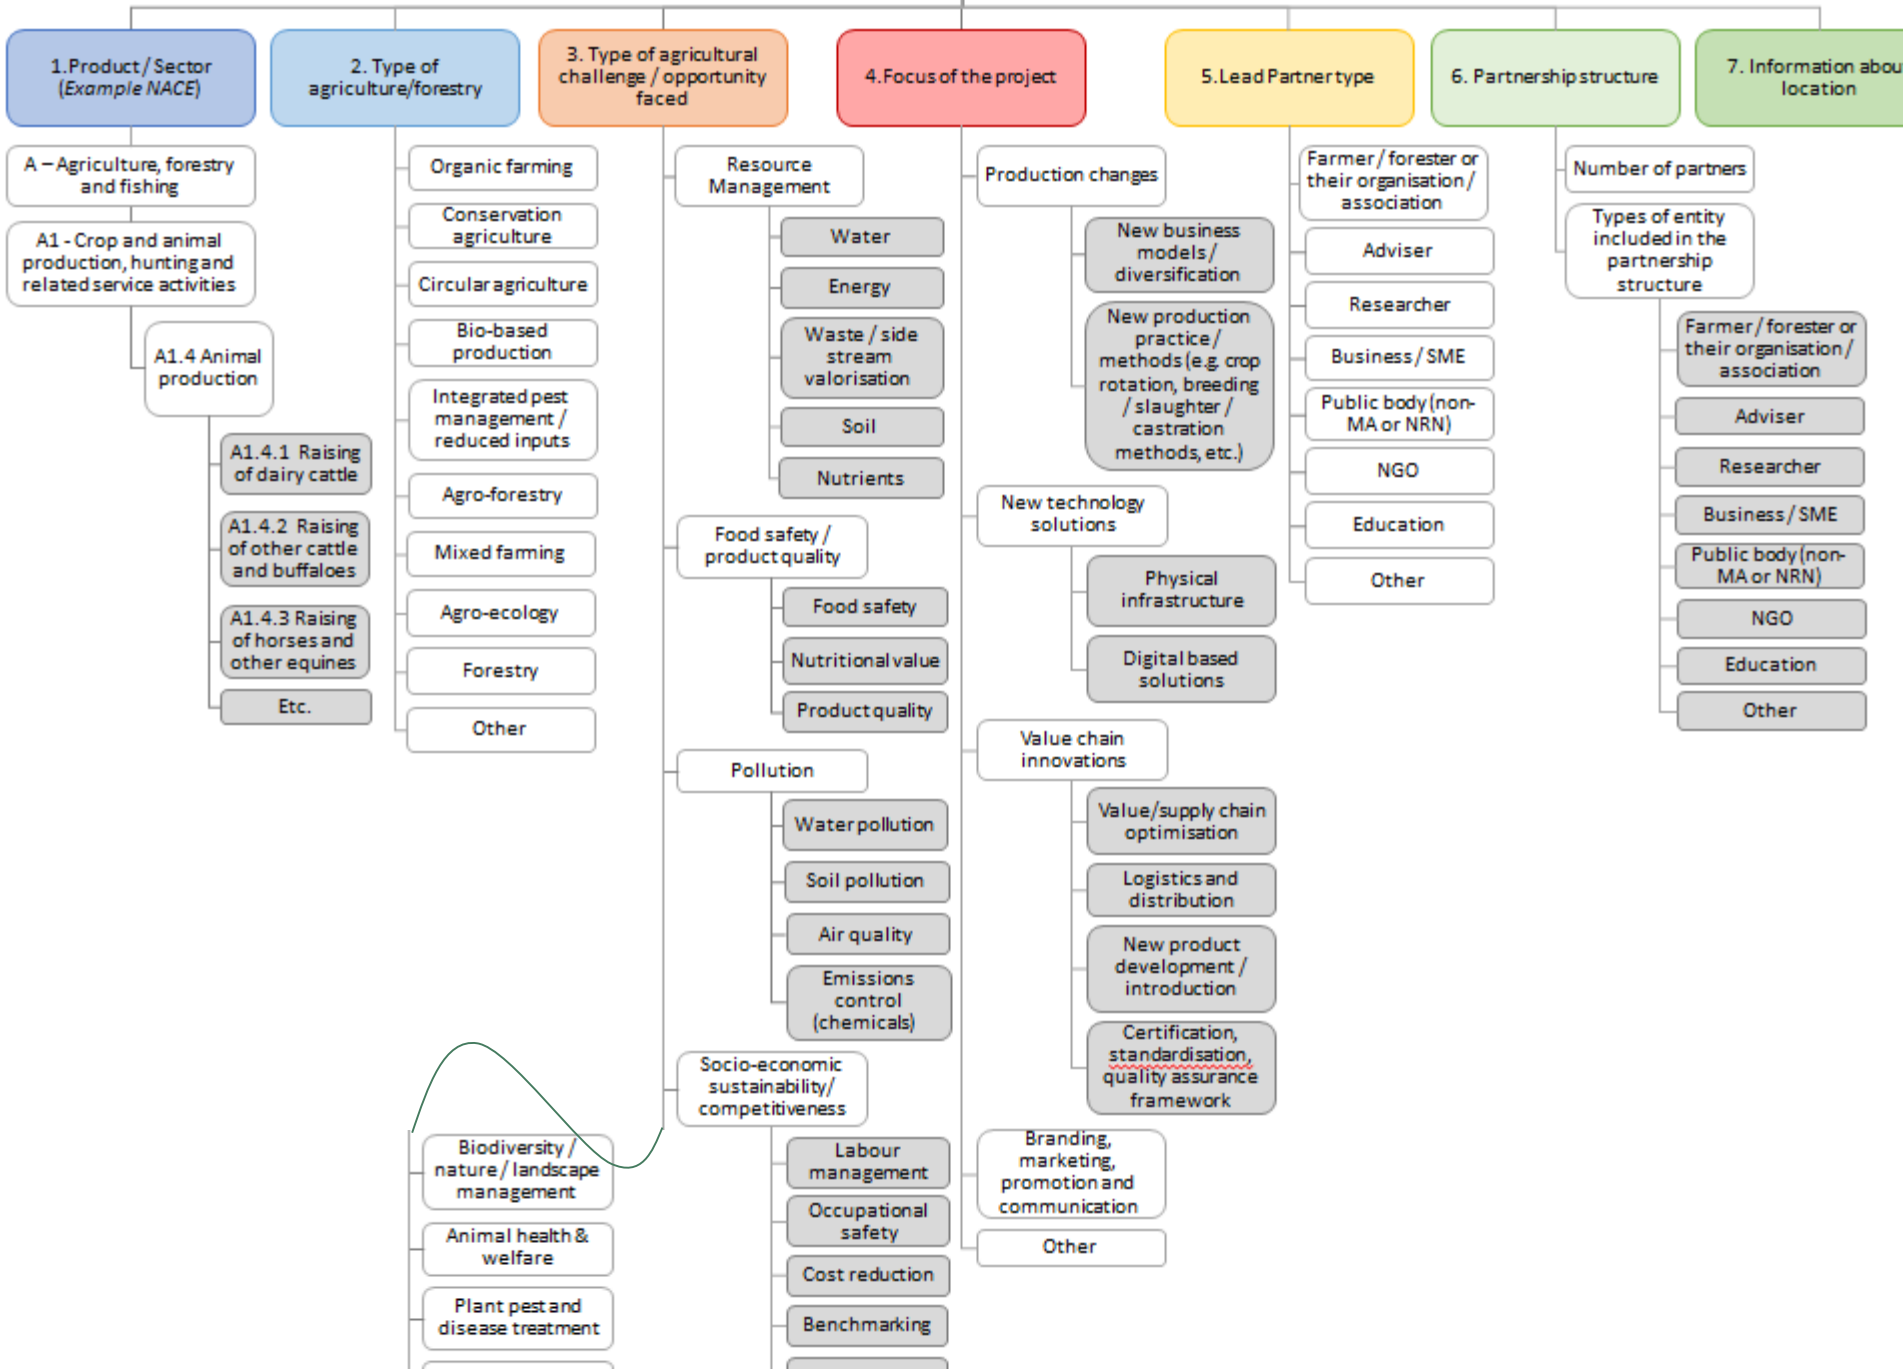 1.Product / Sector
(Example NACE)
A – Agriculture, forestry
and fishing
A1 - Crop and animal
production, hunting and
related service activities
A1.4 Animal
production
A1.4.1 Raising
of dairy cattle
A1.4.2 Raising
of other cattle
and buffaloes
A1.4.3 Raising
of horses and
other equines
Etc.
2. Type of
agriculture/forestry
Organic farming
Conservation
agriculture
Circular agriculture
Bio-based
production
Integrated pest
management /
reduced inputs
Agro-forestry
Mixed farming
Agro-ecology
Forestry
Other
3. Type of agricultural
challenge / opportunity
faced
Resource
Management
Water
Energy
Waste / side
stream
valorisation
Soil
Nutrients
Food safety /
product quality
Food safety
Nutritional value
Product quality
Pollution
Water pollution
Soil pollution
Air quality
Emissions
control
(chemicals)
Socio-economic
sustainability/
competitiveness
Labour
management
Occupational
safety
Cost reduction
Benchmarking
Biodiversity /
nature / landscape
management
Animal health &
welfare
Plant pest and
disease treatment
4.Focus of the project
Production changes
New business
models /
diversification
New production
practice /
methods (e.g. crop
rotation, breeding
/ slaughter /
castration
methods, etc.)
New technology
solutions
Physical
infrastructure
Digital based
solutions
Value chain
innovations
Value/supply chain
optimisation
Logistics and
distribution
New product
development /
introduction
Certification,
standardisation,
quality assurance
framework
Branding,
marketing,
promotion and
communication
Other
5.Lead Partner type
Farmer / forester or
their organisation /
association
Adviser
Researcher
Business / SME
Public body (non-
MA or NRN)
NGO
Education
Other
6. Partnership structure
Number of partners
Types of entity
included in the
partnership
structure
Farmer / forester or
their organisation /
association
Adviser
Researcher
Business / SME
Public body (non-
MA or NRN)
NGO
Education
Other
7. Information abou
location